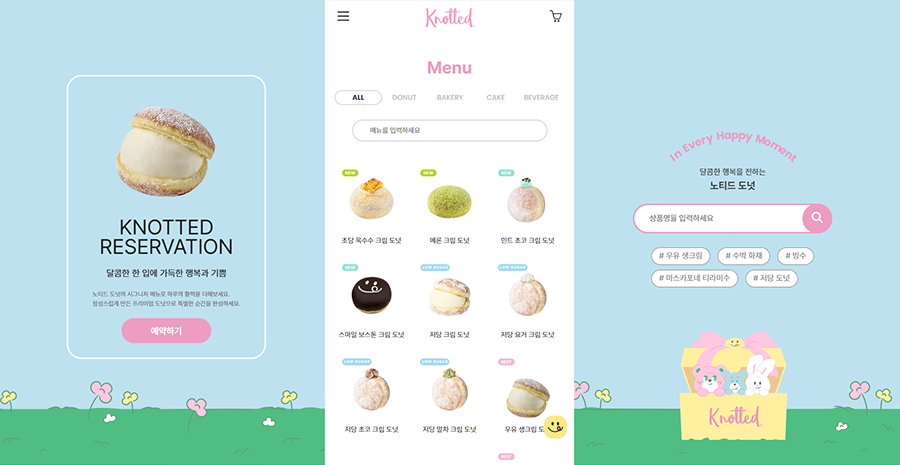 KNOTTED
RESERVATION
달콤한 한 입에 가득한 행복과 기쁨
노티드 도넛의 시그니처 메뉴로 하루의 활력을 더해보세요.
정성스럽게 만든 프리미엄 도넛으로 특별한 순간을 완성하세요.
예약하기
Knotted
Menu
ALL DONUT BAKERY CAKE BEVERAGE
메뉴를 입력하세요
NEW NEW NEW
초당 옥수수 크림 도넛 메론 크림 도넛 민트 초코 크림 도넛
NEW LOW SUGAR LOW SUGAR
스마일 보스톤 크림 도넛 저당 크림 도넛 저당 요거 크림 도넛
LOW SUGAR LOW SUGAR BEST
저당 초코 크림 도넛 저당 말차 크림 도넛 우유 생크림
BEST
In Every Happy Moment
달콤한 행복을 전하는
노티드 도넛
상품명을 입력하세요
# 우유 생크림 # 수박 화채 # 빙수
# 마스카포네 티라미수 # 저당 도넛
Knotted